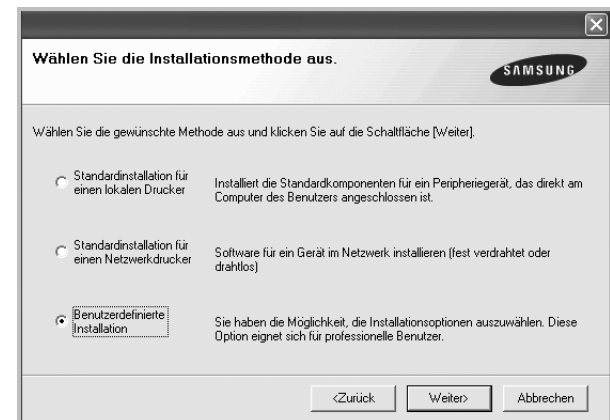 Wählen Sie die Installationsmethode aus.
SAMSUNG
Wählen Sie die gewünschte Methode aus und klicken Sie auf die Schaltfläche [Weiter].
Standardinstallation für
einen lokalen Drucker
Installiert die Standardkomponenten für ein Peripheriegerät, das direkt am
Computer des Benutzers angeschlossen ist.
Standardinstallation für
einen Netzwerkdrucker
Software für ein Gerät im Netzwerk installieren (fest verdrahtet oder
drahtlos)
Benutzerdefinierte
Installation
Sie haben die Möglichkeit, die Installationsoptionen auszuwählen. Diese
Option eignet sich für professionelle Benutzer.
<Zurück
Weiter>
Abbrechen